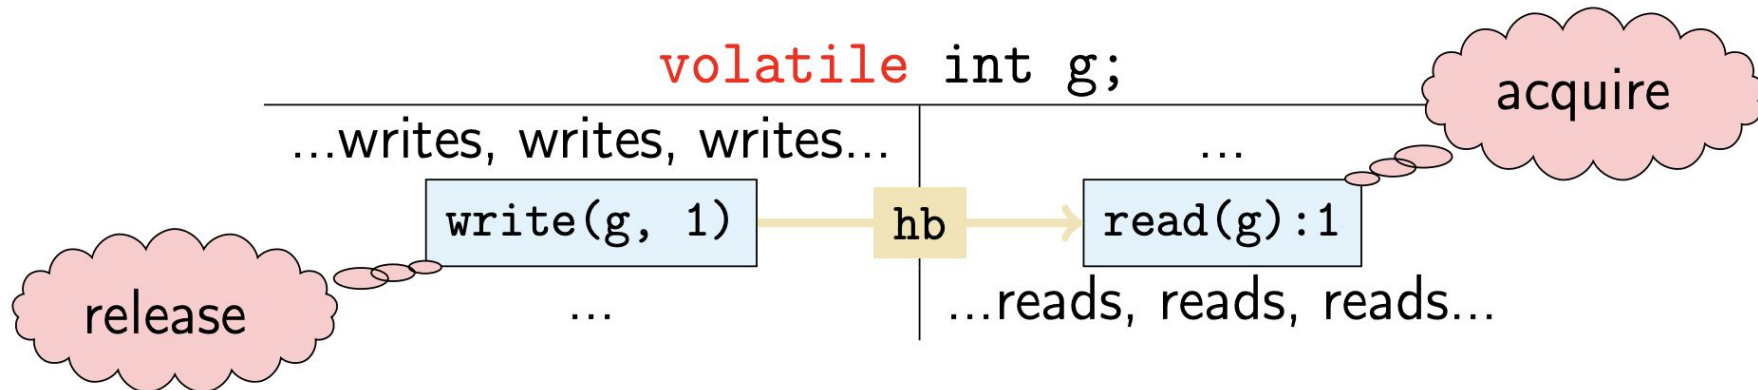 volatile int g;
acquire
...writes, writes, writes...
...
write(g, 1)
hb
read(g):1
release
...
...reads, reads, reads...